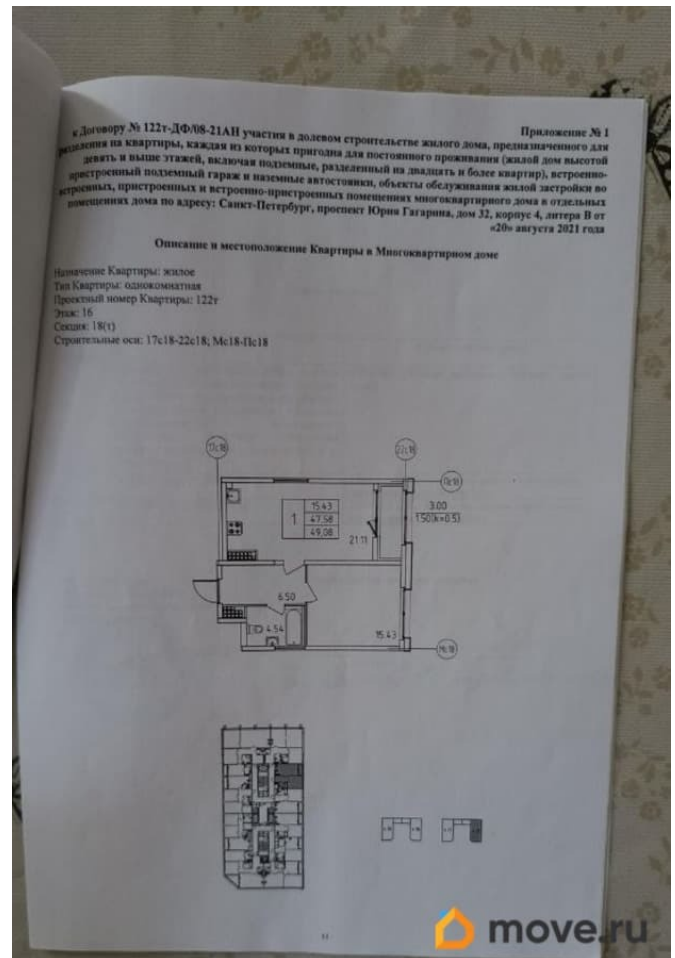 Приложение № 1
к Договору № 122т-ДФ/08-21АН участия в долевом строительстве жилого дома, предназначенного для
разделения на квартиры, каждая из которых пригодна для постоянного проживания (жилой дом высотой
девять и выше этажей, включая подземные, разделенный на двадцать и более квартир), встроенно-
пристроенный подземный гараж и наземные автостоянки, объекты обслуживания жилой застройки во
встроенных, пристроенных и встроенно-пристроенных помещениях многоквартирного дома в отдельных
помещениях дома по адресу: Санкт-Петербург, проспект Юрия Гагарина, дом 32, корпус 4, литера В от
«20» августа 2021 года
Описание и местоположение Квартиры в Многоквартирном доме
Назначение Квартиры: жилое
Тип Квартиры: однокомнатная
Проектный номер Квартиры: 122т
Этаж: 16
Секция: 18(т)
Строительные оси: 17с18-22с18; Мс18-Пс18
17с18
22с18
Пс18
3.00
1.50(k=0.5)
1
15.43
47.58
49.08
21.11
6.50
4.54
15.43
Мс18
move.ru